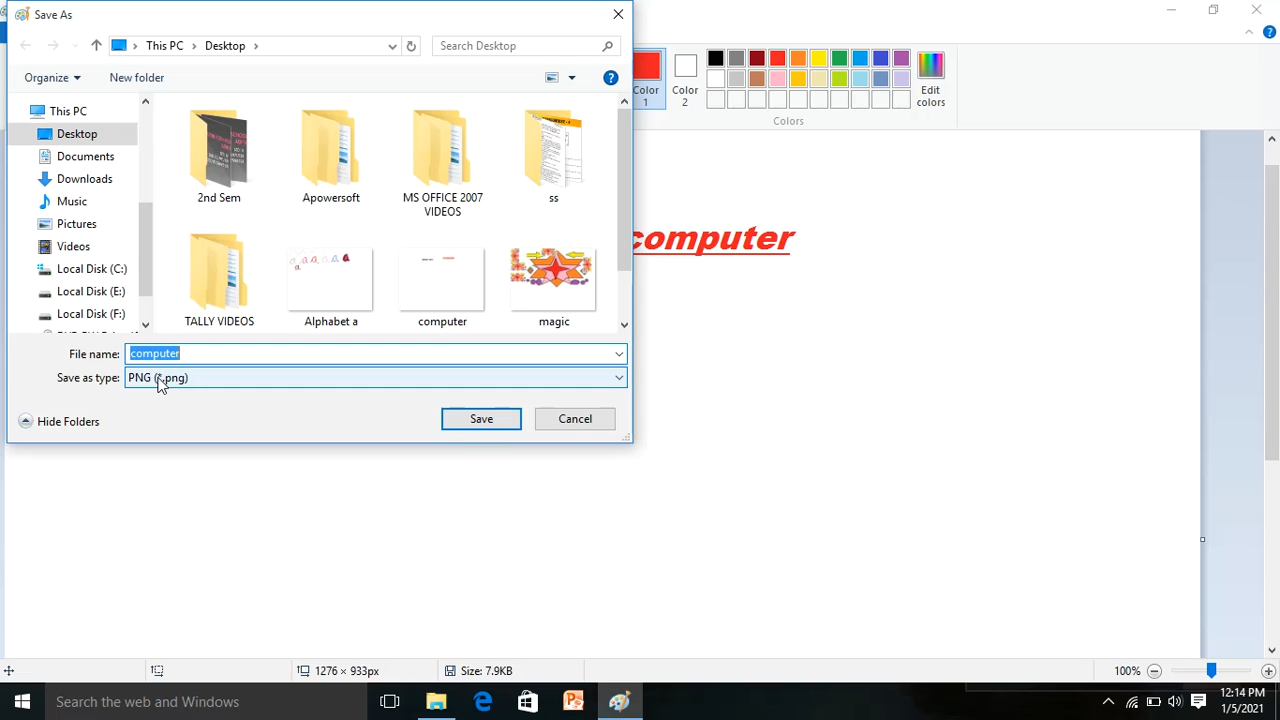 Save As
This PC
Desktop
Search Desktop
Organize
New folder
This PC
Desktop
Documents
Downloads
Music
Pictures
Videos
Local Disk (C:)
Local Disk (E:)
Local Disk (F:)
2nd Sem
Apowersoft
MS OFFICE 2007
VIDEOS
ss
TALLY VIDEOS
Alphabet a
computer
magic
File name:
computer
Save as type:
PNG (*.png)
Hide Folders
Save
Cancel
Color
1
Color
2
Edit
colors
Colors
computer
1276 × 933px
Size: 7.9KB
100%
Search the web and Windows
12:14 PM
1/5/2021